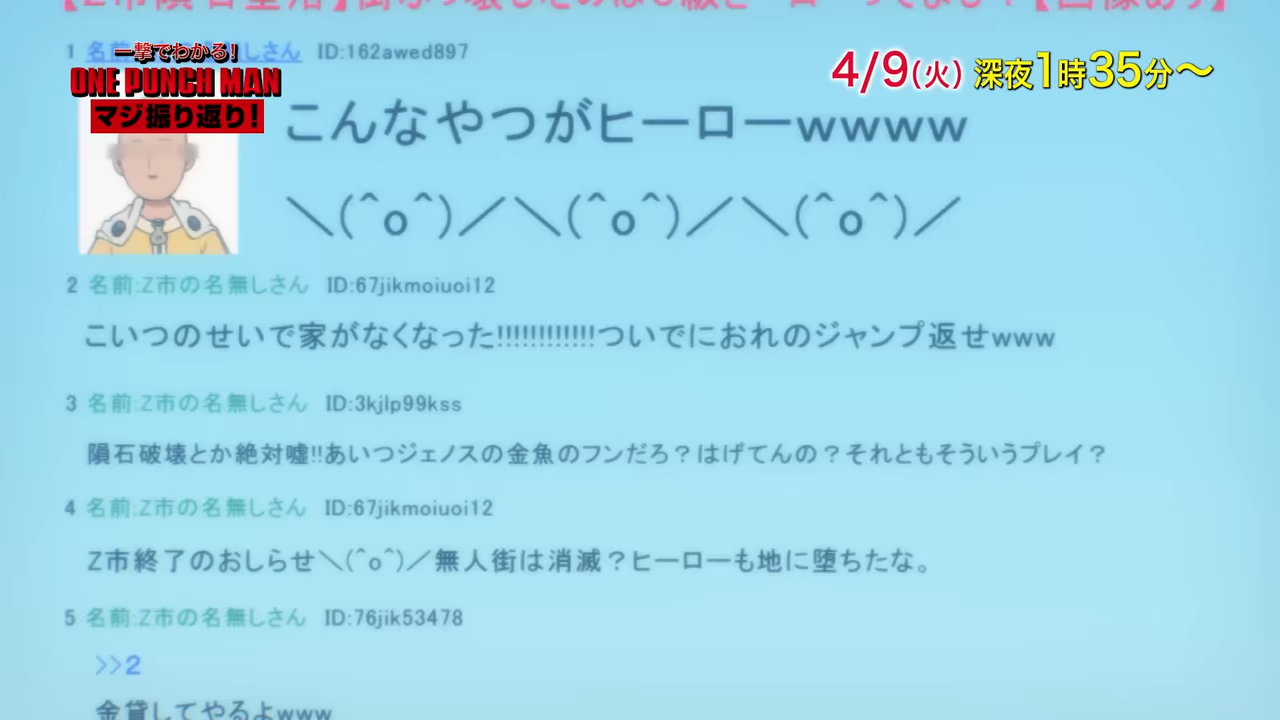 1 名前 無しさん ID:162awed897
一撃でわかる!
ONE PUNCH MAN
マジ振り返り!
4/9(火) 深夜1時35分〜
こんなやつがヒーローwwww
＼(^o^)／＼(^o^)／＼(^o^)／
2 名前:Z市の名無しさん ID:67jikmoiuoi12
こいつのせいで家がなくなった!!!!!!!!!!!!ついでにおれのジャンプ返せwww
3 名前:Z市の名無しさん ID:3kjlp99kss
隕石破壊とか絶対嘘!!あいつジェノスの金魚のフンだろ？はげてんの？それともそういうプレイ？
4 名前:Z市の名無しさん ID:67jikmoiuoi12
Z市終了のおしらせ＼(^o^)／無人街は消滅？ヒーローも地に堕ちたな。
5 名前:Z市の名無しさん ID:76jik53478
>>2
金貸してやるよwww